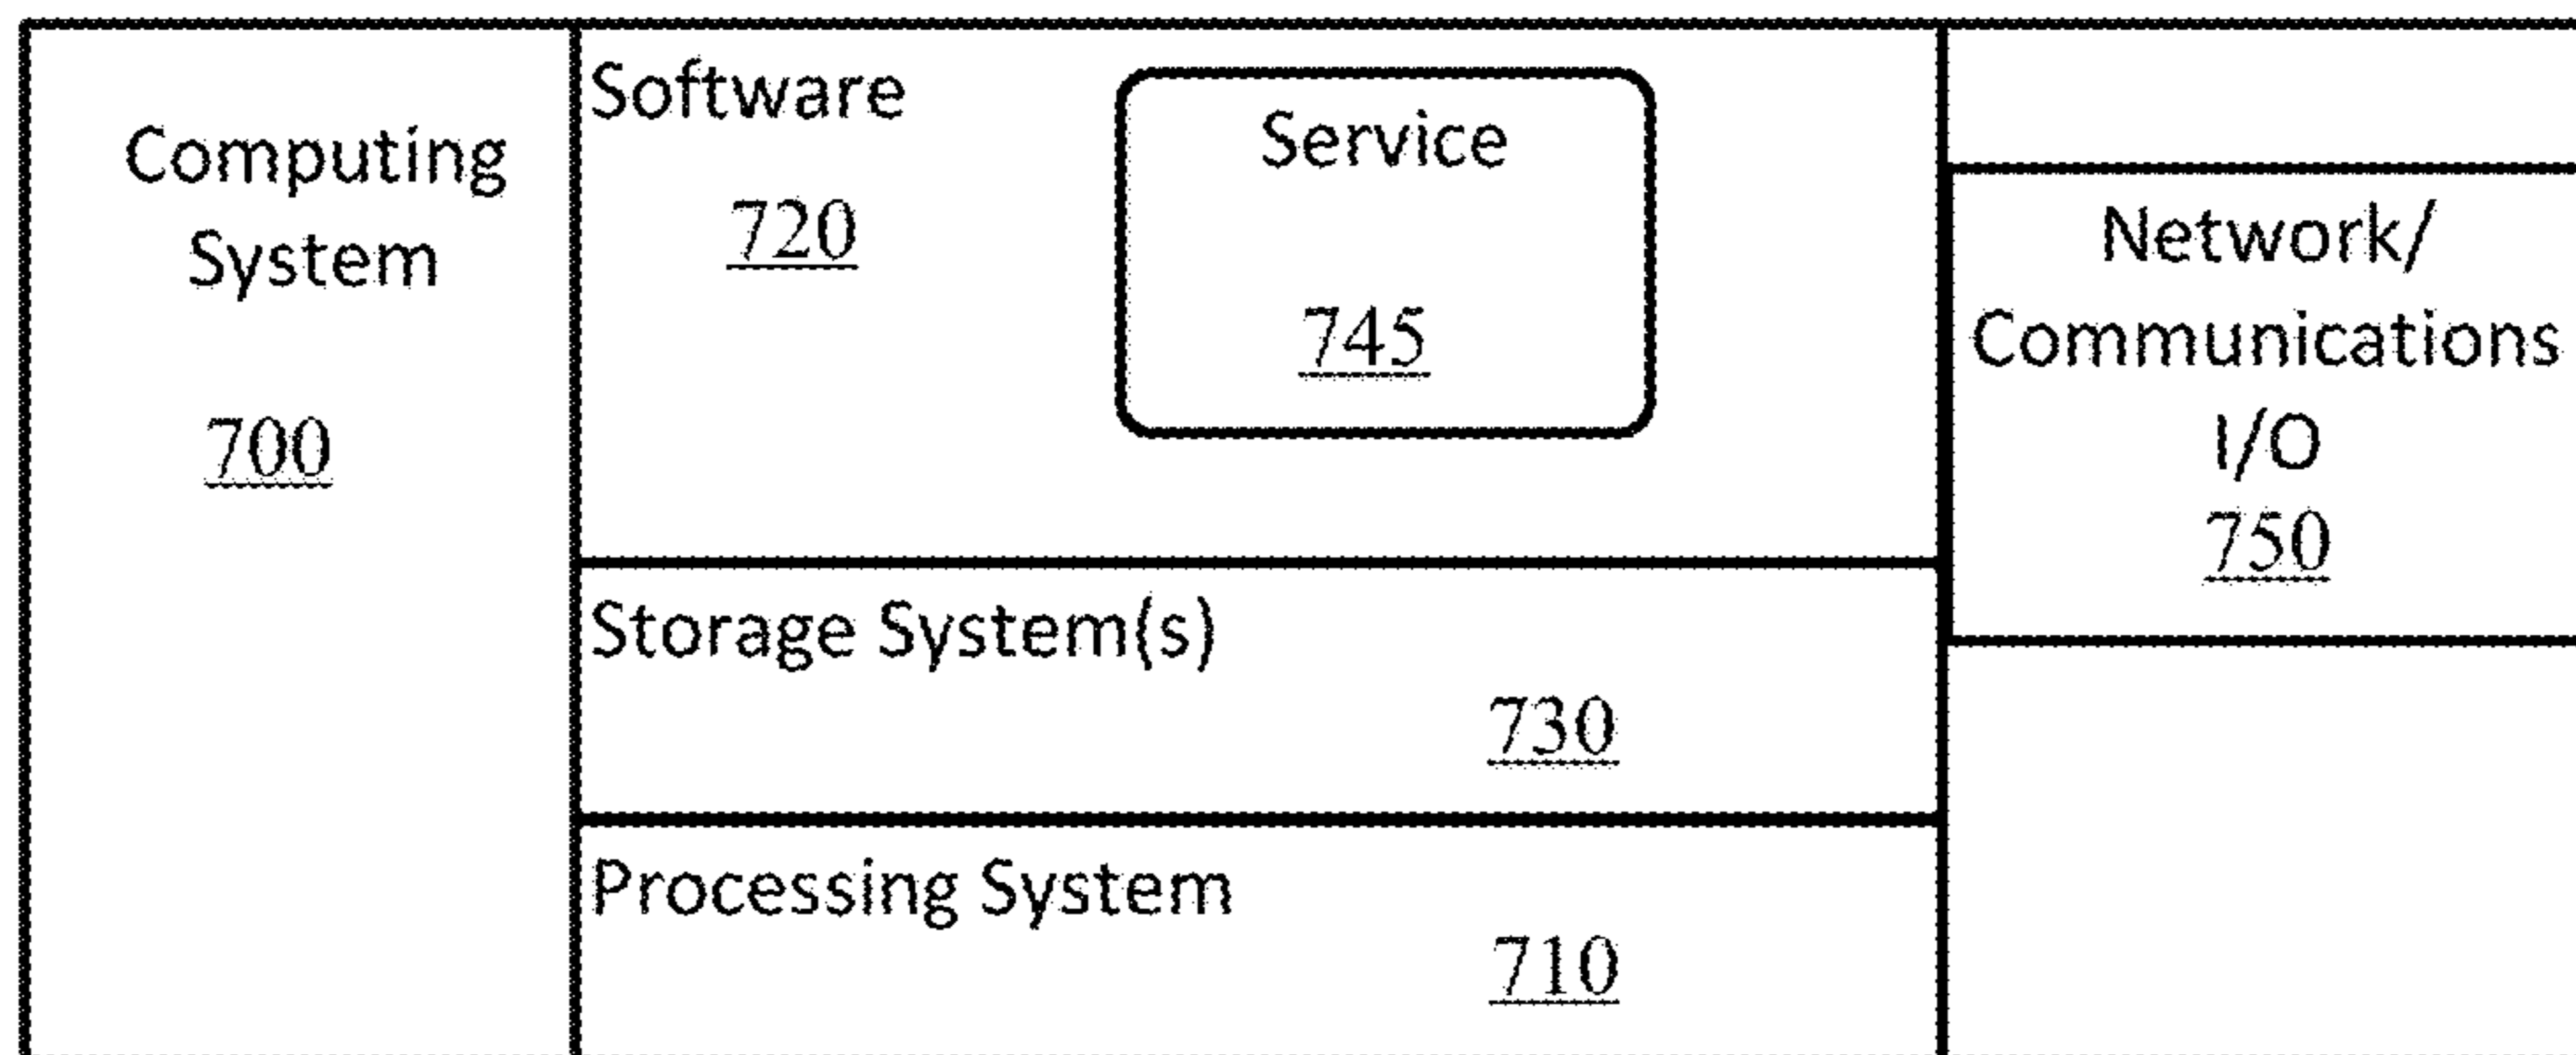 Computing
System
700
Software
720
Service
745
Storage System(s)
730
Processing System
710
Network/
Communications
I/O
750